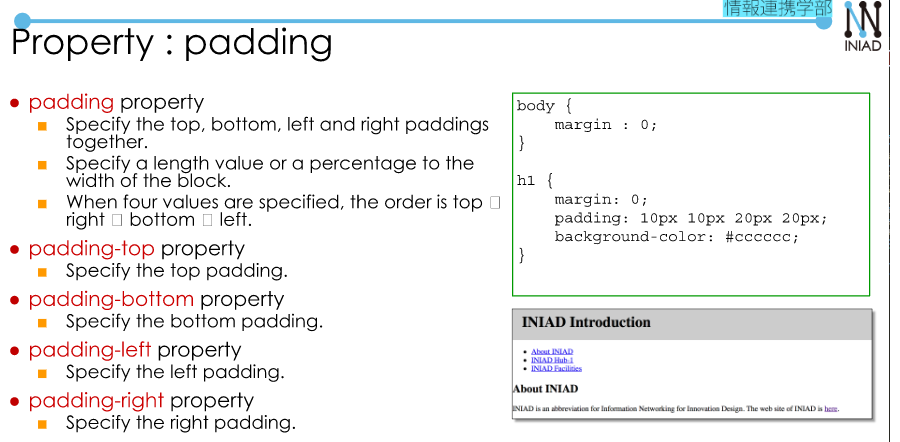 情報連携学部
INIAD
Property : padding
● padding property
■ Specify the top, bottom, left and right paddings
together.
■ Specify a length value or a percentage to the
width of the block.
■ When four values are specified, the order is top □
right □ bottom □ left.
● padding-top property
■ Specify the top padding.
● padding-bottom property
■ Specify the bottom padding.
● padding-left property
■ Specify the left padding.
● padding-right property
■ Specify the right padding.
body {
    margin : 0;
}
h1 {
    margin: 0;
    padding: 10px 10px 20px 20px;
    background-color: #cccccc;
}
INIAD Introduction
• About INIAD
• INIAD Hub-1
• INIAD Facilities
About INIAD
INIAD is an abbreviation for Information Networking for Innovation Design. The web site of INIAD is here.